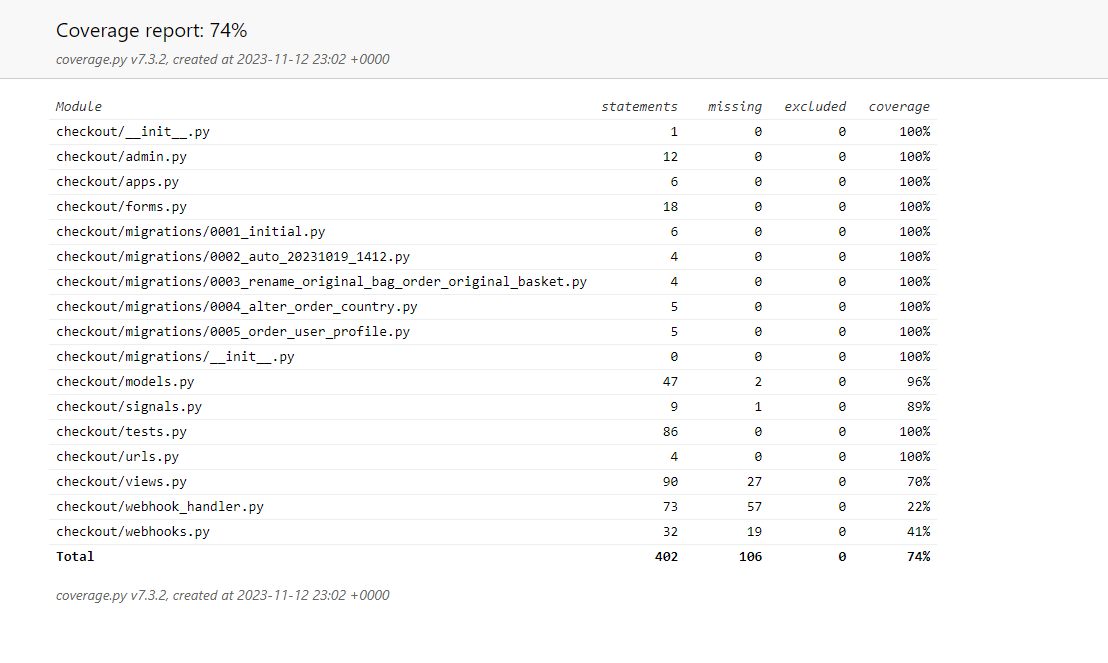 Coverage report: 74%
coverage.py v7.3.2, created at 2023-11-12 23:02 +0000
Module statements missing excluded coverage
checkout/__init__.py 1 0 0 100%
checkout/admin.py 12 0 0 100%
checkout/apps.py 6 0 0 100%
checkout/forms.py 18 0 0 100%
checkout/migrations/0001_initial.py 6 0 0 100%
checkout/migrations/0002_auto_20231019_1412.py 4 0 0 100%
checkout/migrations/0003_rename_original_bag_order_original_basket.py 4 0 0 100%
checkout/migrations/0004_alter_order_country.py 5 0 0 100%
checkout/migrations/0005_order_user_profile.py 5 0 0 100%
checkout/migrations/__init__.py 0 0 0 100%
checkout/models.py 47 2 0 96%
checkout/signals.py 9 1 0 89%
checkout/tests.py 86 0 0 100%
checkout/urls.py 4 0 0 100%
checkout/views.py 90 27 0 70%
checkout/webhook_handler.py 73 57 0 22%
checkout/webhooks.py 32 19 0 41%
Total 402 106 0 74%
coverage.py v7.3.2, created at 2023-11-12 23:02 +0000